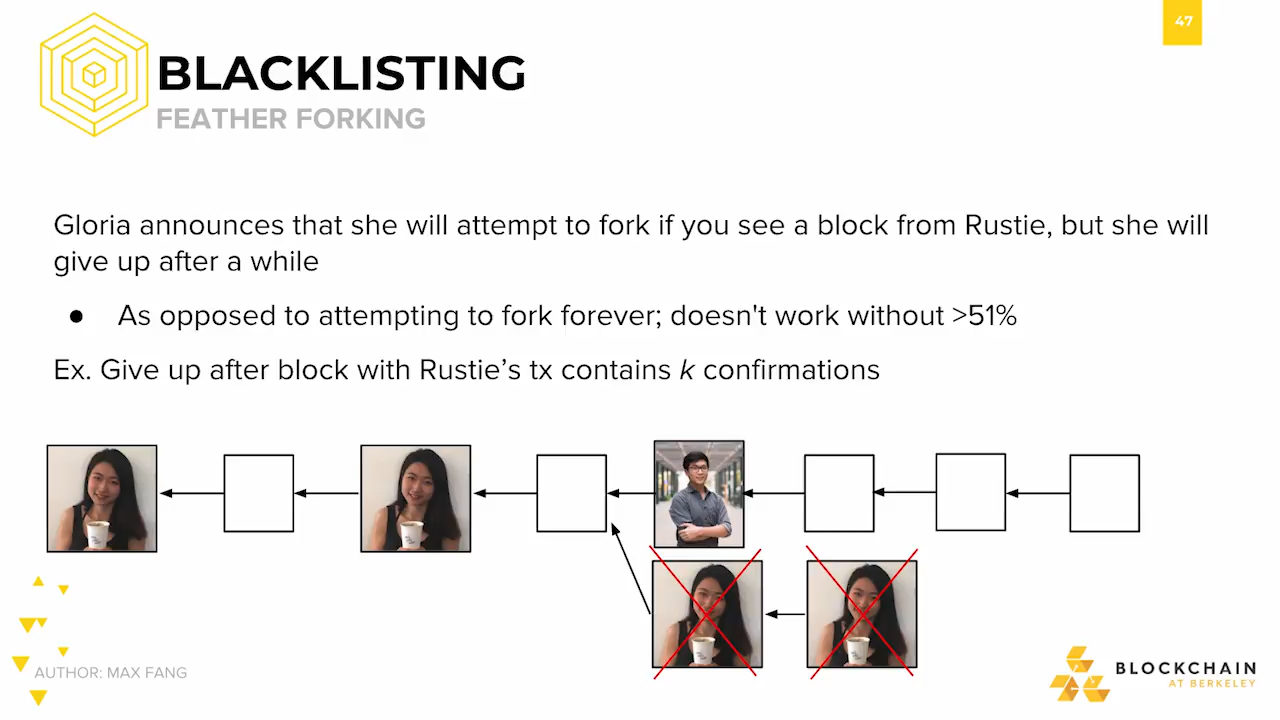 47
BLACKLISTING
FEATHER FORKING
Gloria announces that she will attempt to fork if you see a block from Rustie, but she will
give up after a while
● As opposed to attempting to fork forever; doesn't work without >51%
Ex. Give up after block with Rustie’s tx contains k confirmations
AUTHOR: MAX FANG
BLOCKCHAIN
AT BERKELEY